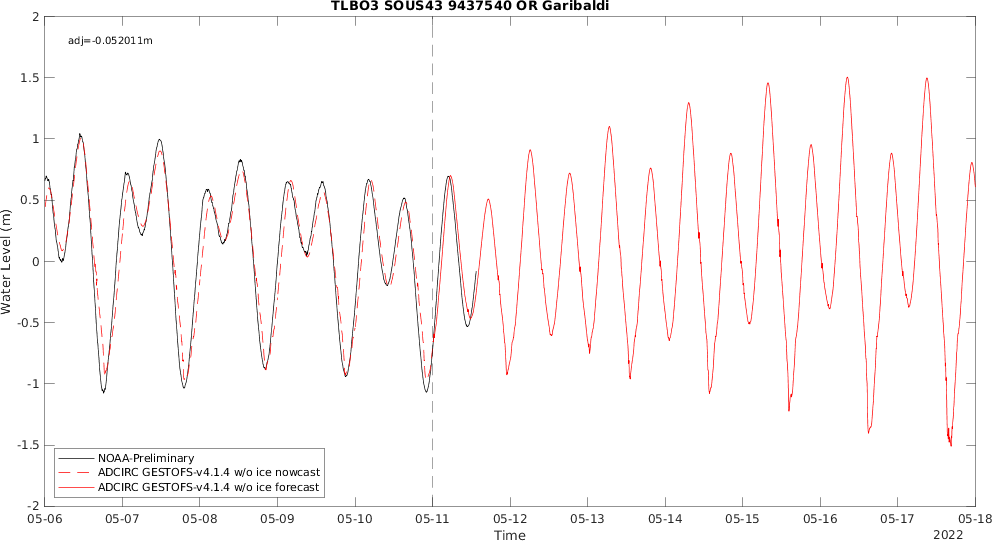 TLBO3 SOUS43 9437540 OR Garibaldi
adj=-0.052011m
2
1.5
1
0.5
0
-0.5
-1
-1.5
-2
Water Level (m)
NOAA-Preliminary
ADCIRC GESTOFS-v4.1.4 w/o ice nowcast
ADCIRC GESTOFS-v4.1.4 w/o ice forecast
05-06 05-07 05-08 05-09 05-10 05-11 05-12 05-13 05-14 05-15 05-16 05-17 05-18
Time
2022